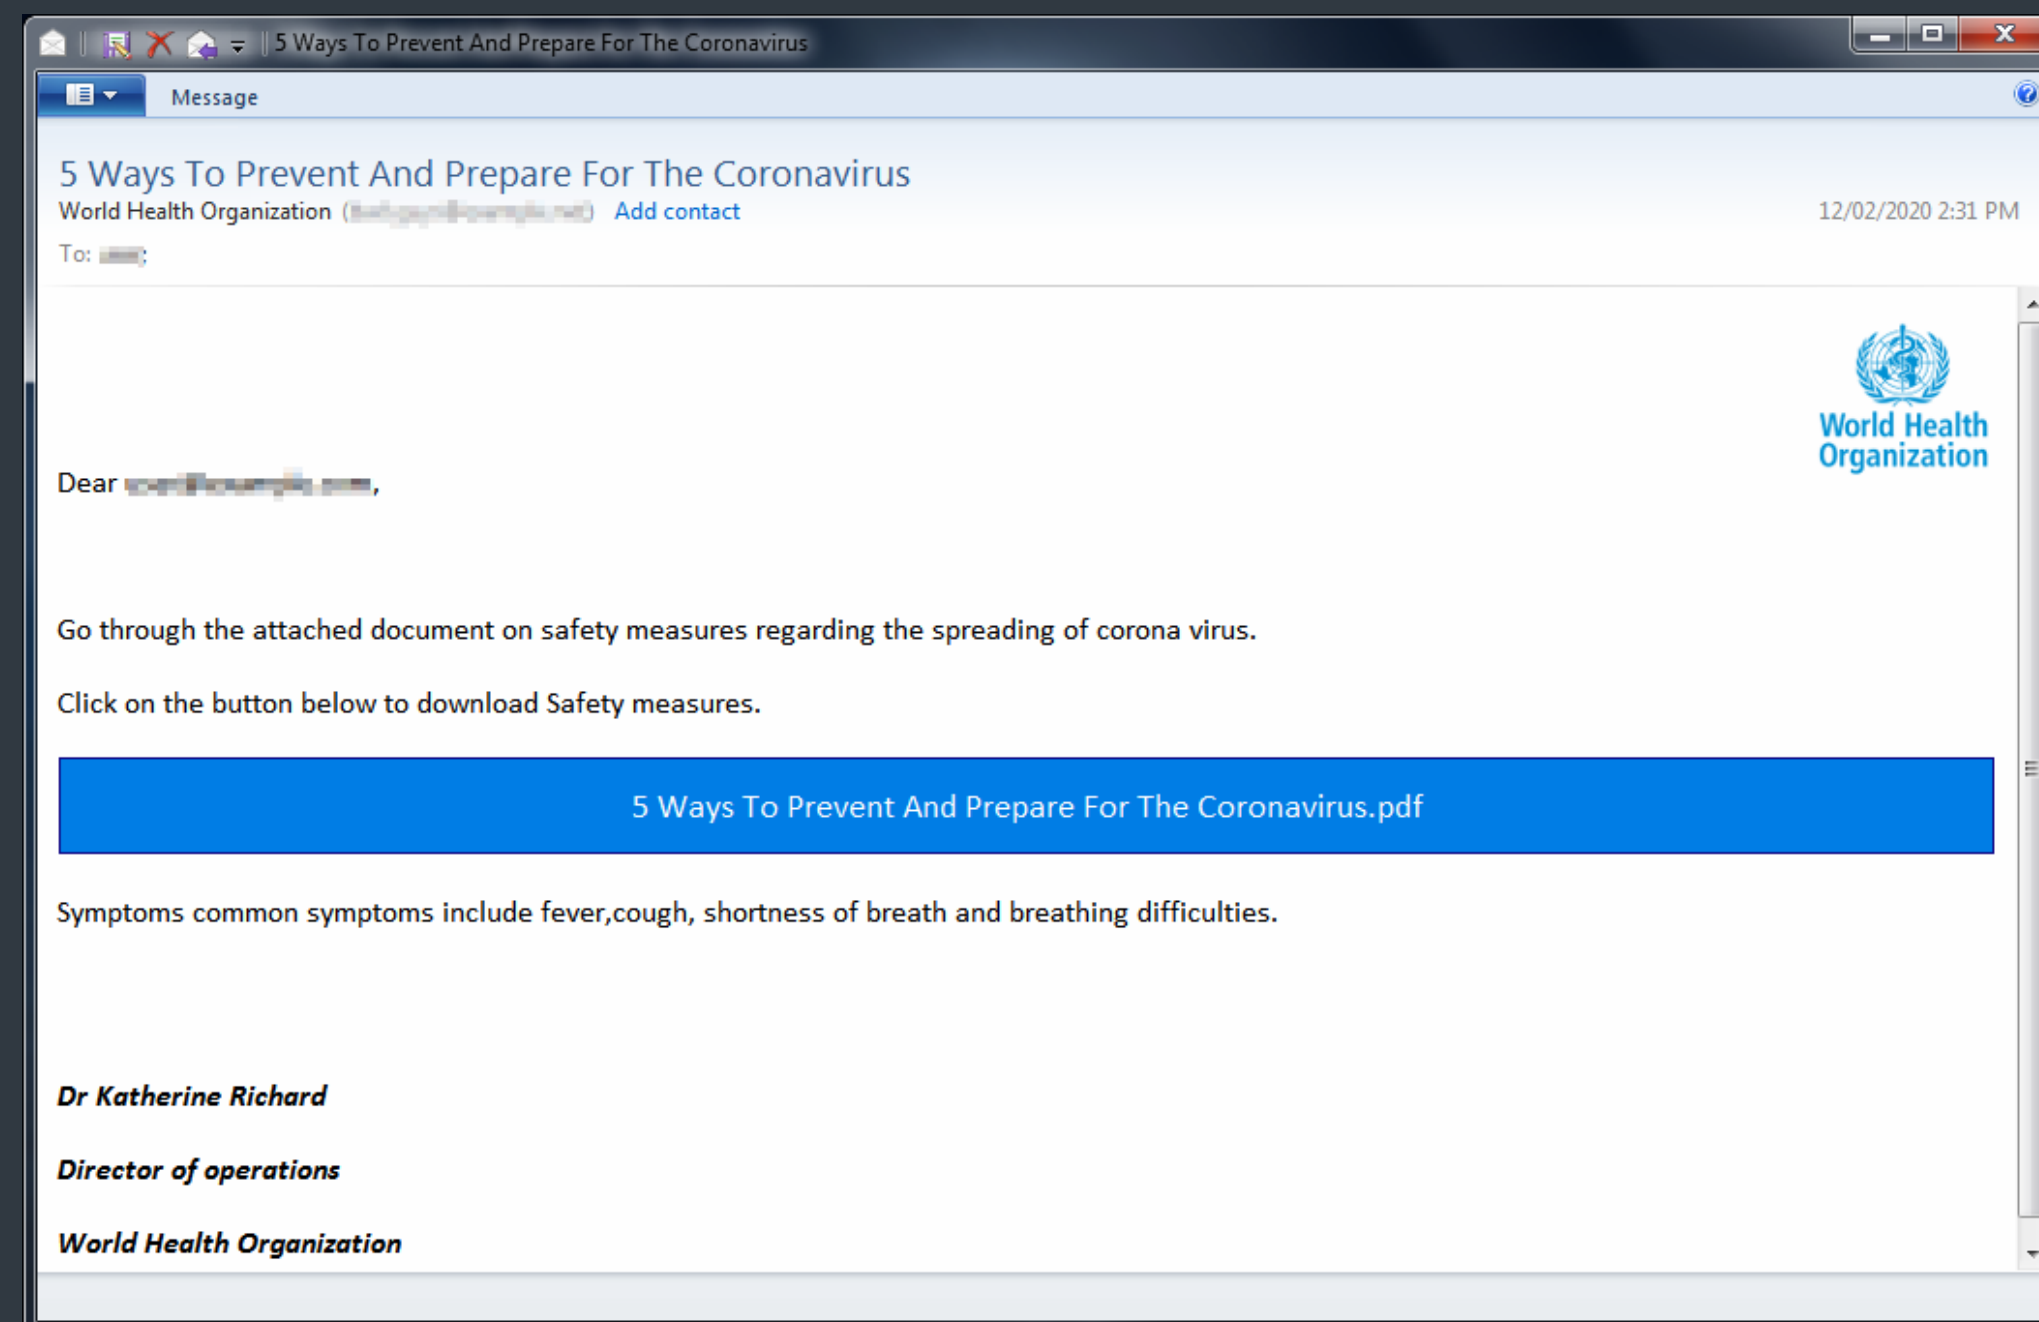 5 Ways To Prevent And Prepare For The Coronavirus
Message
5 Ways To Prevent And Prepare For The Coronavirus
World Health Organization ( ) Add contact
12/02/2020 2:31 PM
To: ;
World Health
Organization
Dear ,
Go through the attached document on safety measures regarding the spreading of corona virus.
Click on the button below to download Safety measures.
5 Ways To Prevent And Prepare For The Coronavirus.pdf
Symptoms common symptoms include fever,cough, shortness of breath and breathing difficulties.
Dr Katherine Richard
Director of operations
World Health Organization